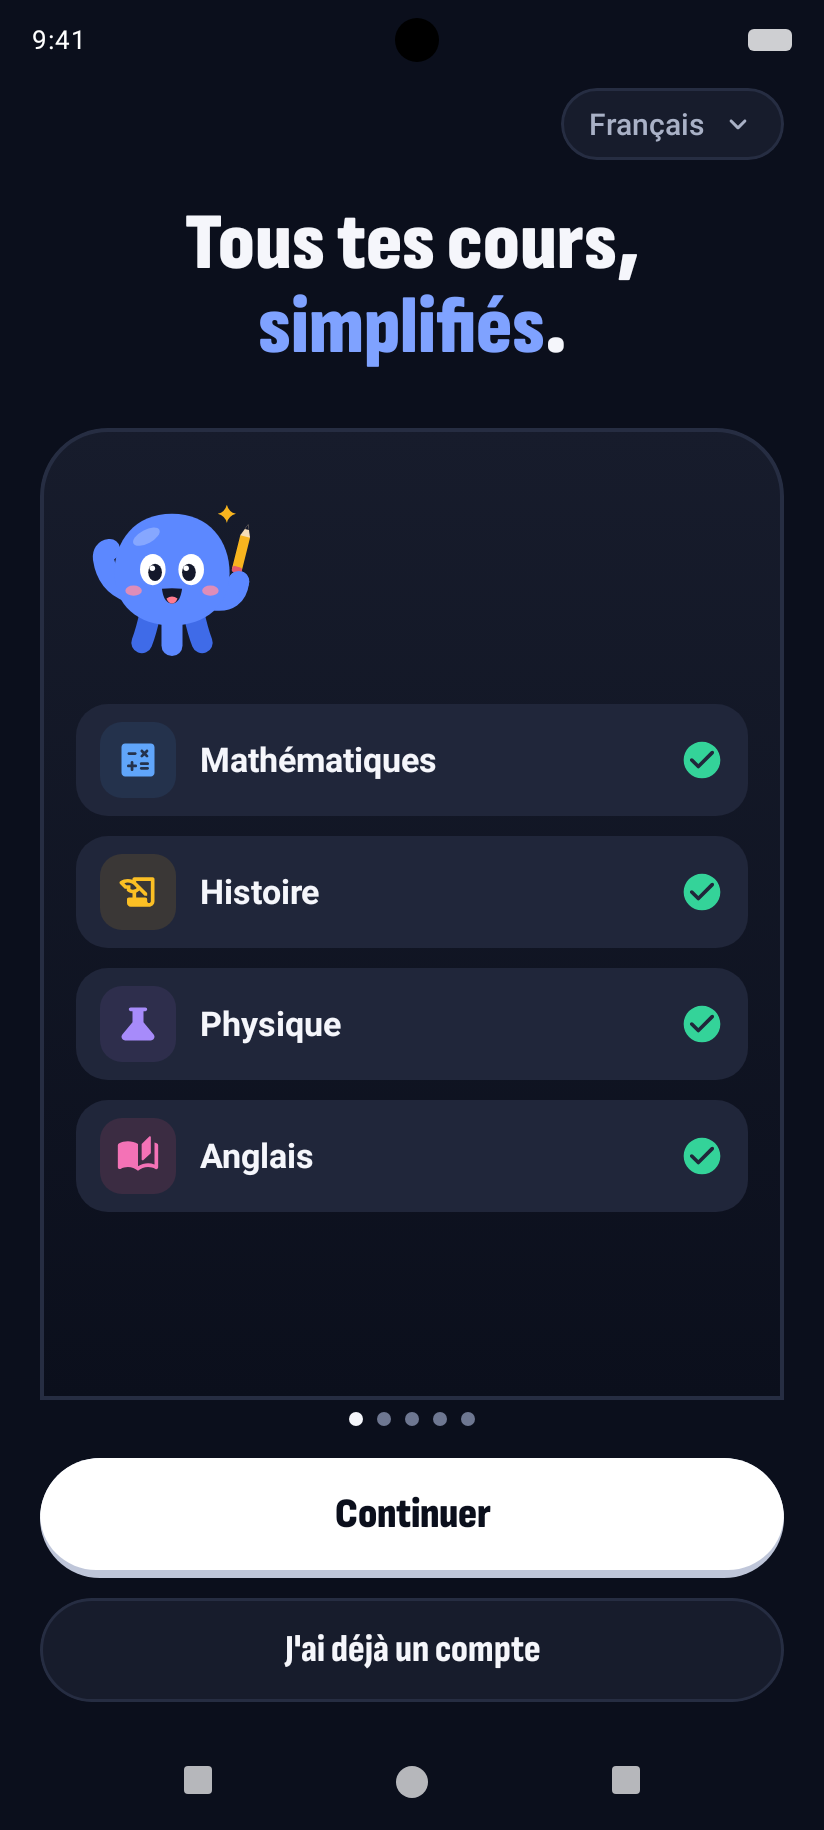 9:41
Français
Tous tes cours,
simplifiés.
Mathématiques
Histoire
Physique
Anglais
Continuer
J'ai déjà un compte